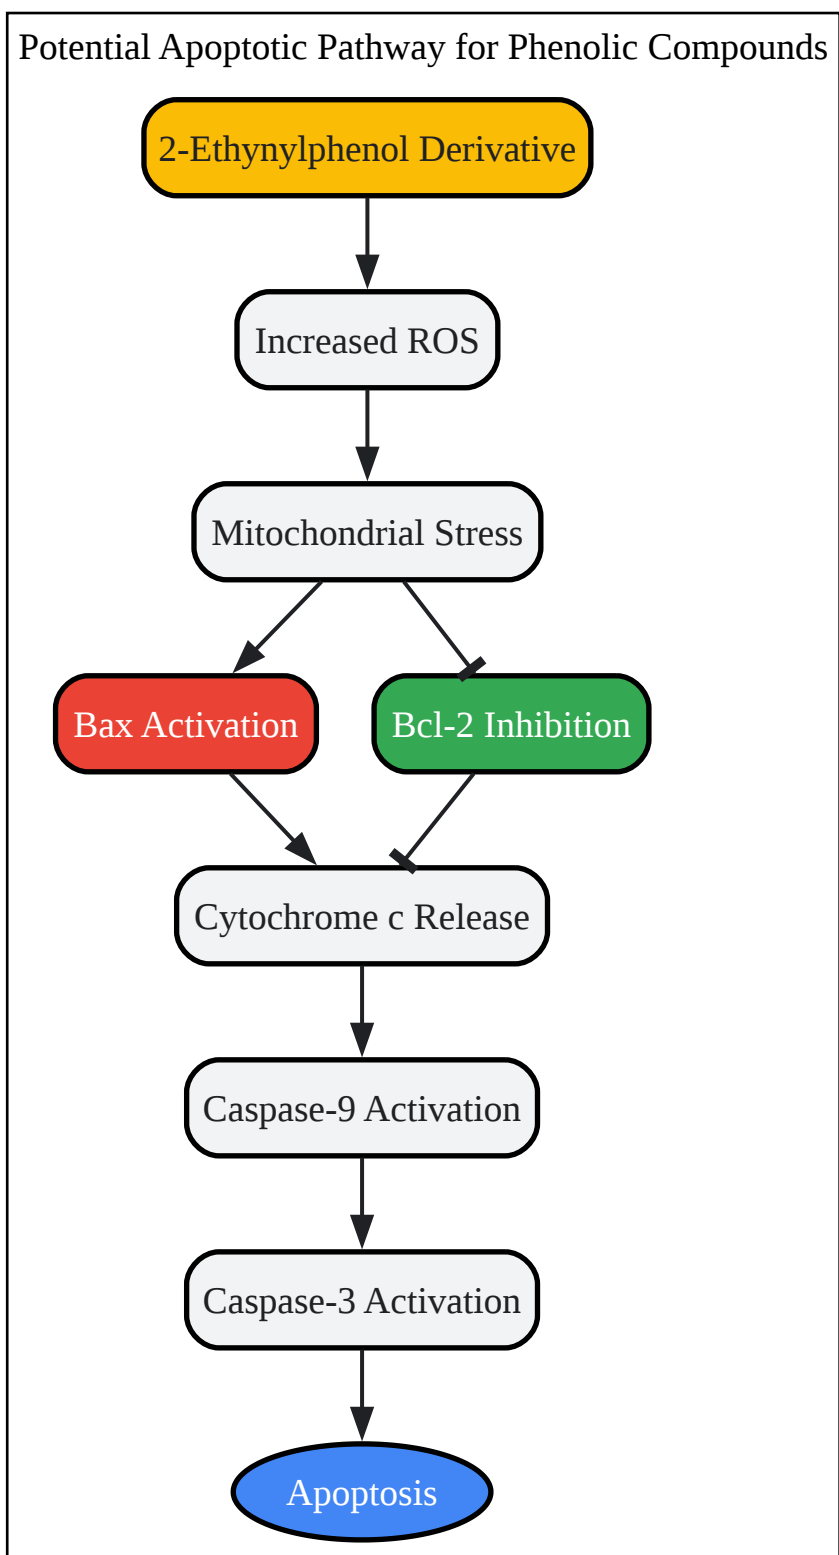 Potential Apoptotic Pathway for Phenolic Compounds
2-Ethynylphenol Derivative
Increased ROS
Mitochondrial Stress
Bax Activation
Bcl-2 Inhibition
Cytochrome c Release
Caspase-9 Activation
Caspase-3 Activation
Apoptosis